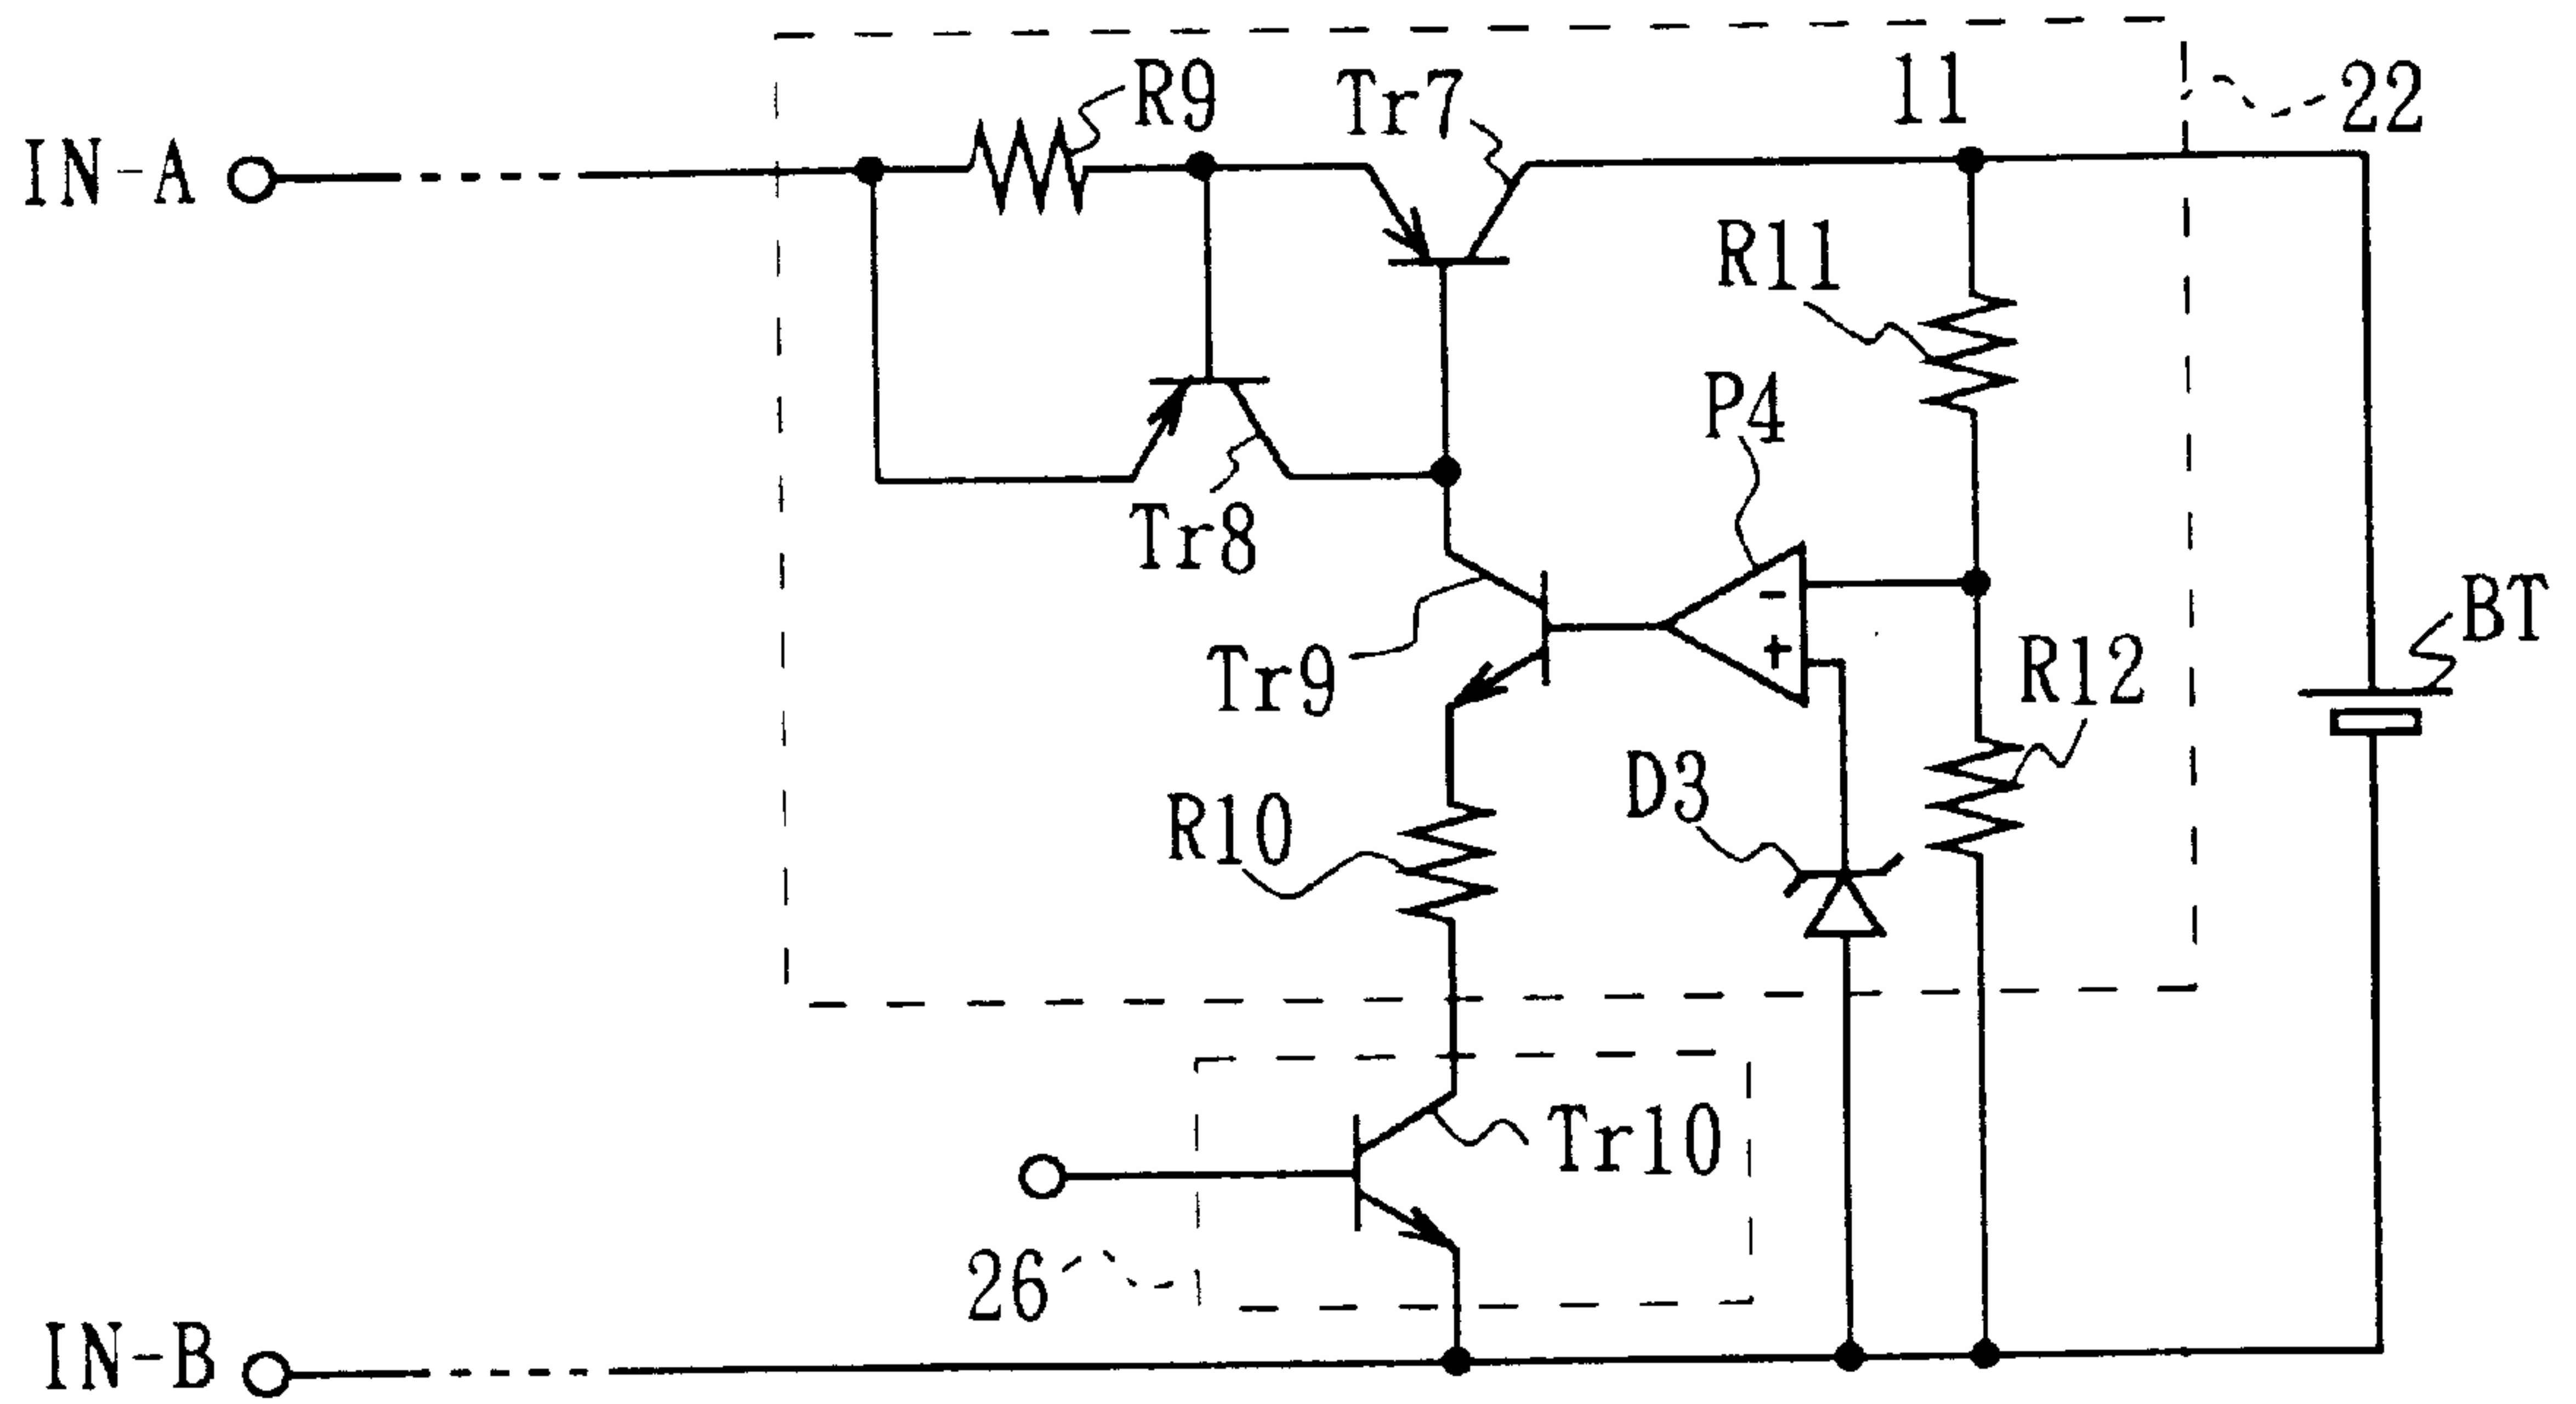 R9
Tr7
11
22
IN-A
R11
P4
Tr8
BT
Tr9
R12
D3
R10
Tr10
26
IN-B
-
+